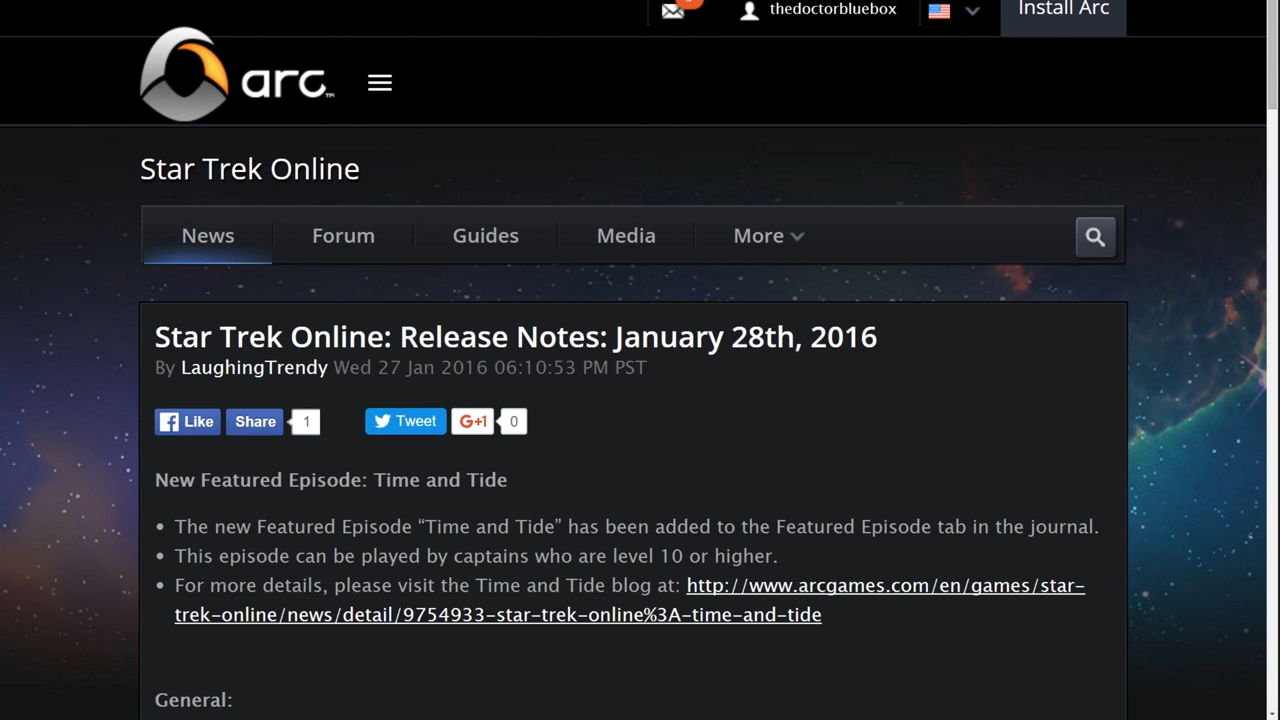 thedoctorbluebox
Install Arc
arc™
Star Trek Online
News Forum Guides Media More
Star Trek Online: Release Notes: January 28th, 2016
By LaughingTrendy Wed 27 Jan 2016 06:10:53 PM PST
Like Share 1 Tweet G+1 0
New Featured Episode: Time and Tide
• The new Featured Episode “Time and Tide” has been added to the Featured Episode tab in the journal.
• This episode can be played by captains who are level 10 or higher.
• For more details, please visit the Time and Tide blog at: http://www.arcgames.com/en/games/star-
trek-online/news/detail/9754933-star-trek-online%3A-time-and-tide
General: